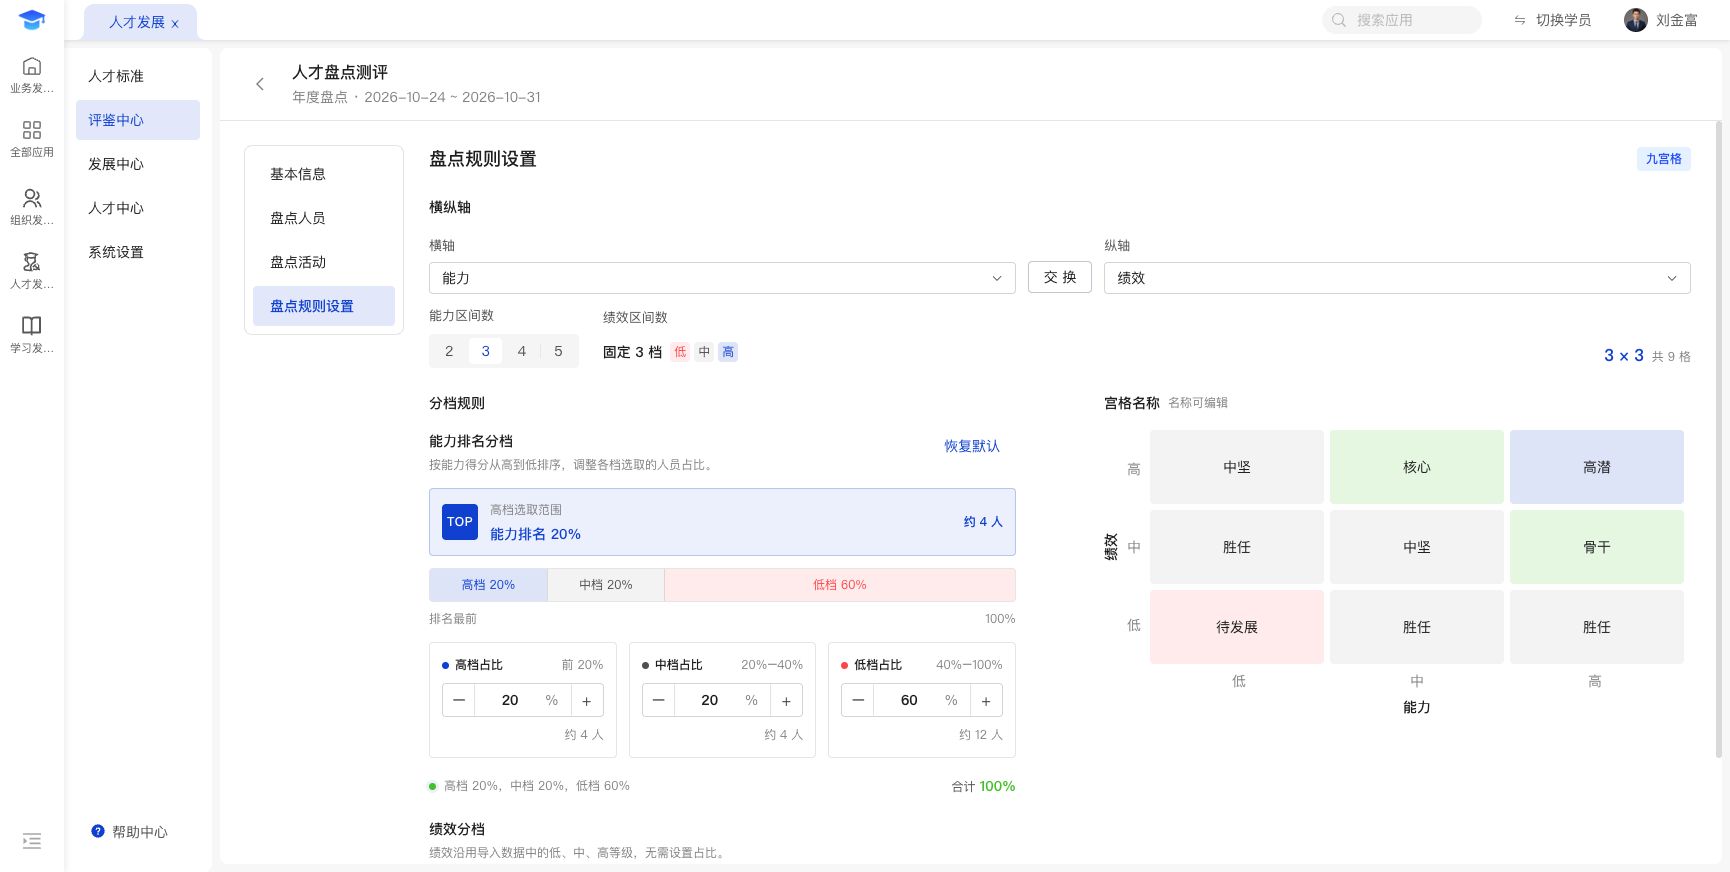 人才发展 x
搜索应用
切换学员
刘金富
业务发...
全部应用
组织发...
人才发...
学习发...
人才标准
评鉴中心
发展中心
人才中心
系统设置
帮助中心
人才盘点测评
年度盘点 · 2026-10-24 ~ 2026-10-31
基本信息
盘点人员
盘点活动
盘点规则设置
盘点规则设置
九宫格
横纵轴
横轴
能力
交 换
纵轴
绩效
能力区间数
2 3 4 5
绩效区间数
固定 3 档 低 中 高
3 × 3 共 9 格
分档规则
能力排名分档
按能力得分从高到低排序，调整各档选取的人员占比。
恢复默认
TOP
高档选取范围
能力排名 20%
约 4 人
高档 20% 中档 20% 低档 60%
排名最前 100%
高档占比 前 20%
— 20 % +
约 4 人
中档占比 20%—40%
— 20 % +
约 4 人
低档占比 40%—100%
— 60 % +
约 12 人
高档 20%，中档 20%，低档 60%
合计 100%
绩效分档
绩效沿用导入数据中的低、中、高等级，无需设置占比。
宫格名称 名称可编辑
绩效
高 中坚 核心 高潜
中 胜任 中坚 骨干
低 待发展 胜任 胜任
低 中 高
能力